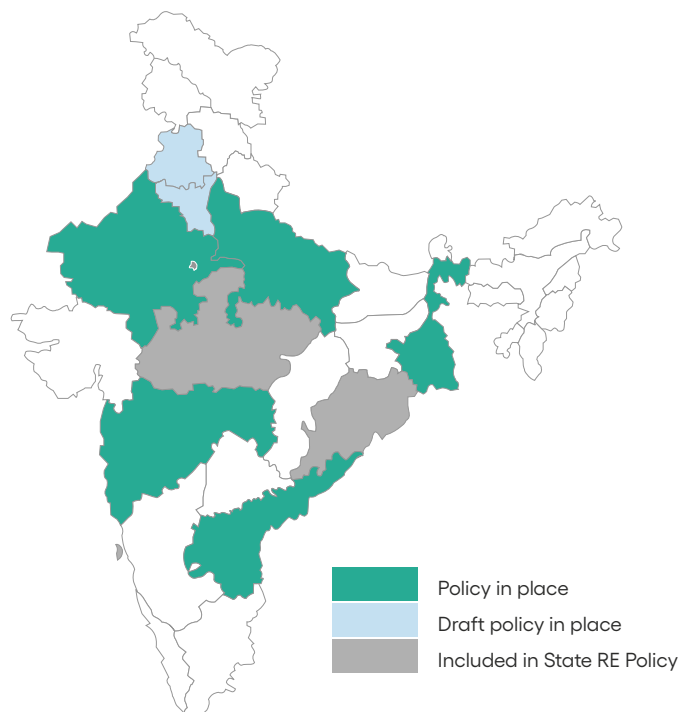 Policy in place
Draft policy in place
Included in State RE Policy